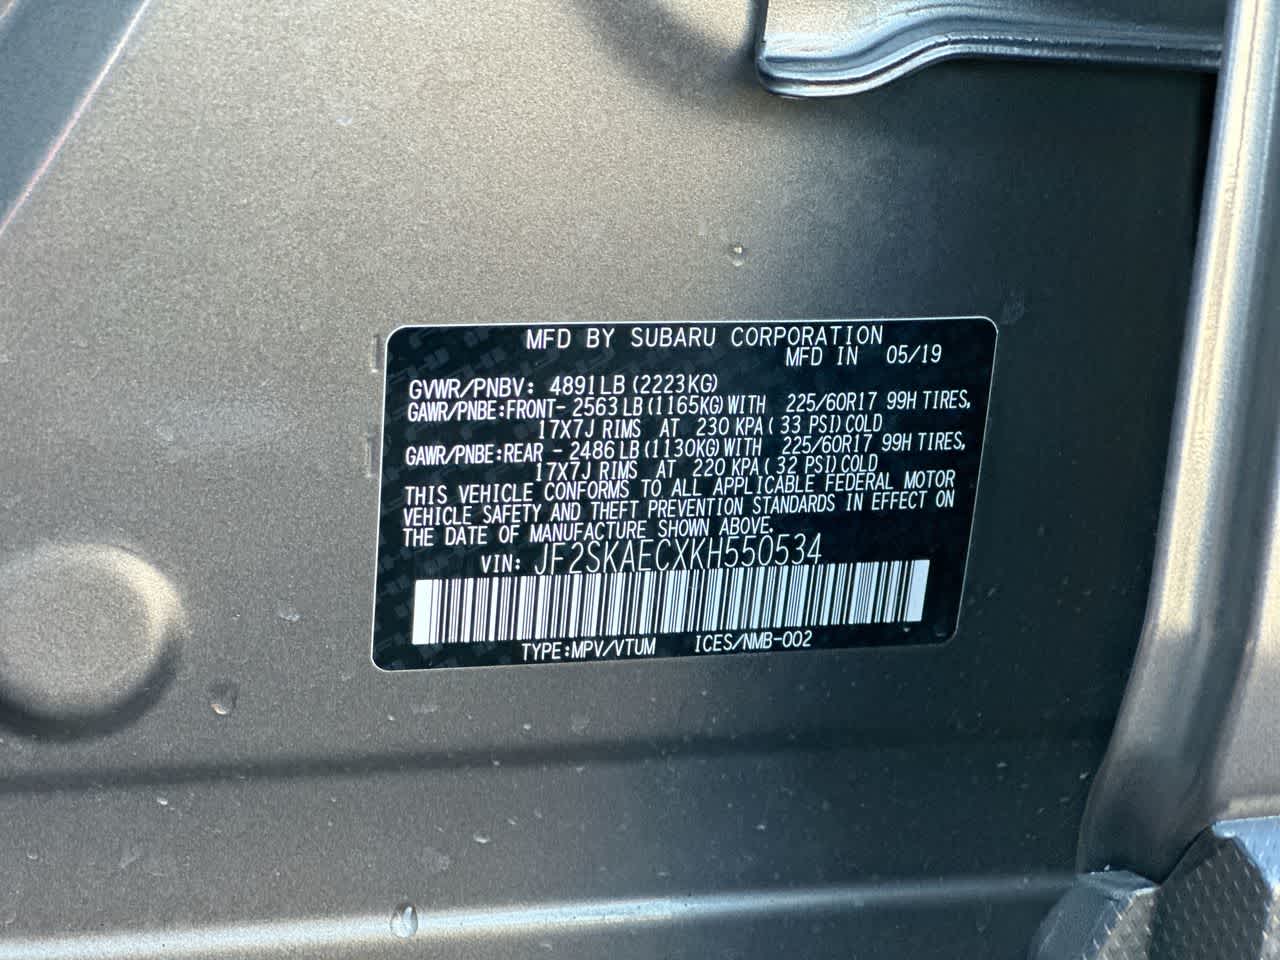 MFD BY SUBARU CORPORATION
MFD IN 05/19
GVWR/PNBV: 4891LB (2223KG)
GAWR/PNBE:FRONT- 2563LB (1165KG) WITH 225/60R17 99H TIRES,
17X7J RIMS AT 230 KPA( 33 PSI) COLD
GAWR/PNBE:REAR - 2486LB (1130KG) WITH 225/60R17 99H TIRES,
17X7J RIMS AT 220 KPA( 32 PSI) COLD
THIS VEHICLE CONFORMS TO ALL APPLICABLE FEDERAL MOTOR
VEHICLE SAFETY AND THEFT PREVENTION STANDARDS IN EFFECT ON
THE DATE OF MANUFACTURE SHOWN ABOVE.
VIN: JF2SKAECXKH550534
TYPE:MPV/VTUM ICES/NMB-002